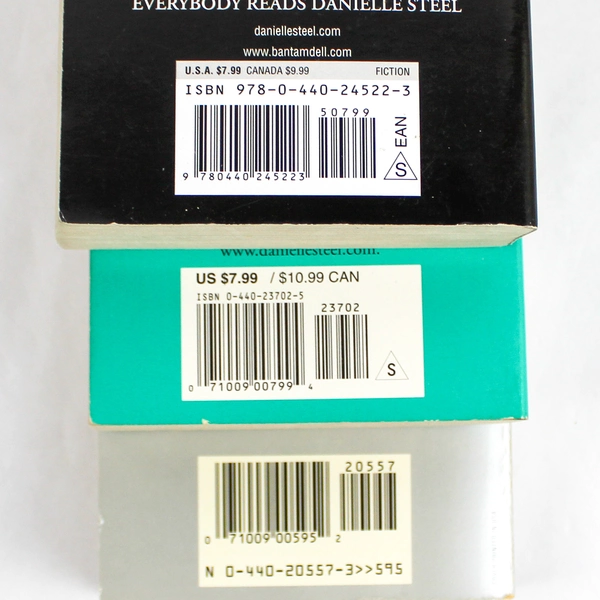 EVERYBODY READS DANIELLE STEEL
daniellesteel.com
www.bantamdell.com
U.S.A. $7.99 CANADA $9.99 FICTION
ISBN 978-0-440-24522-3
50799
EAN
S
9 780440 245223
www.daniellesteel.com.
US $7.99 / $10.99 CAN
ISBN 0-440-23702-5
23702
S
0 71009 00799 4
20557
0 71009 00595 2
N 0-440-20557-3>>595